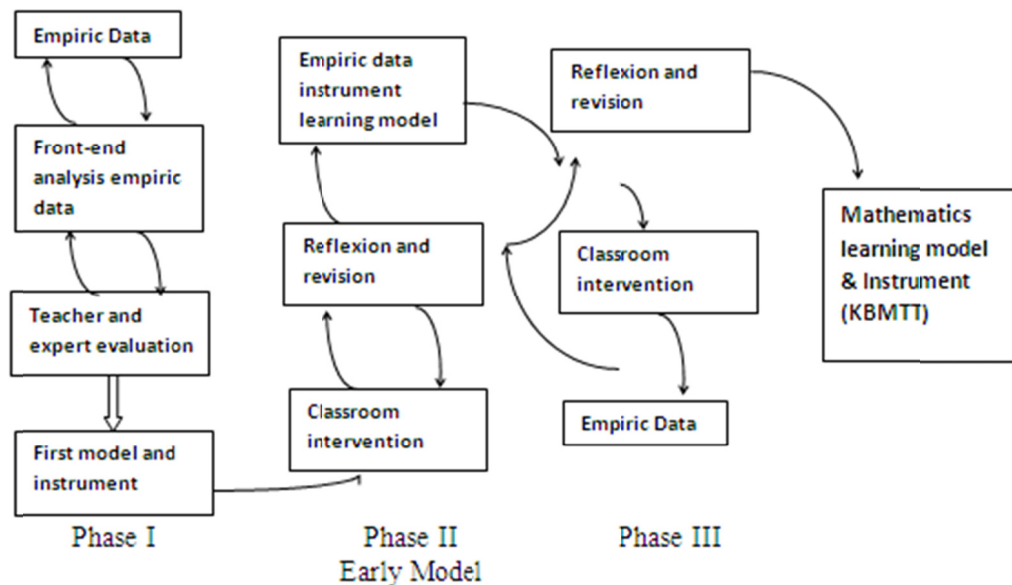 Empiric Data
Front-end
analysis empiric
data
Teacher and
expert evaluation
First model and
instrument
Phase I
Empiric data
instrument
learning model
Reflexion and
revision
Classroom
intervention
Phase II
Early Model
Reflexion and
revision
Classroom
intervention
Empiric Data
Phase III
Mathematics
learning model
& Instrument
(KBMTT)